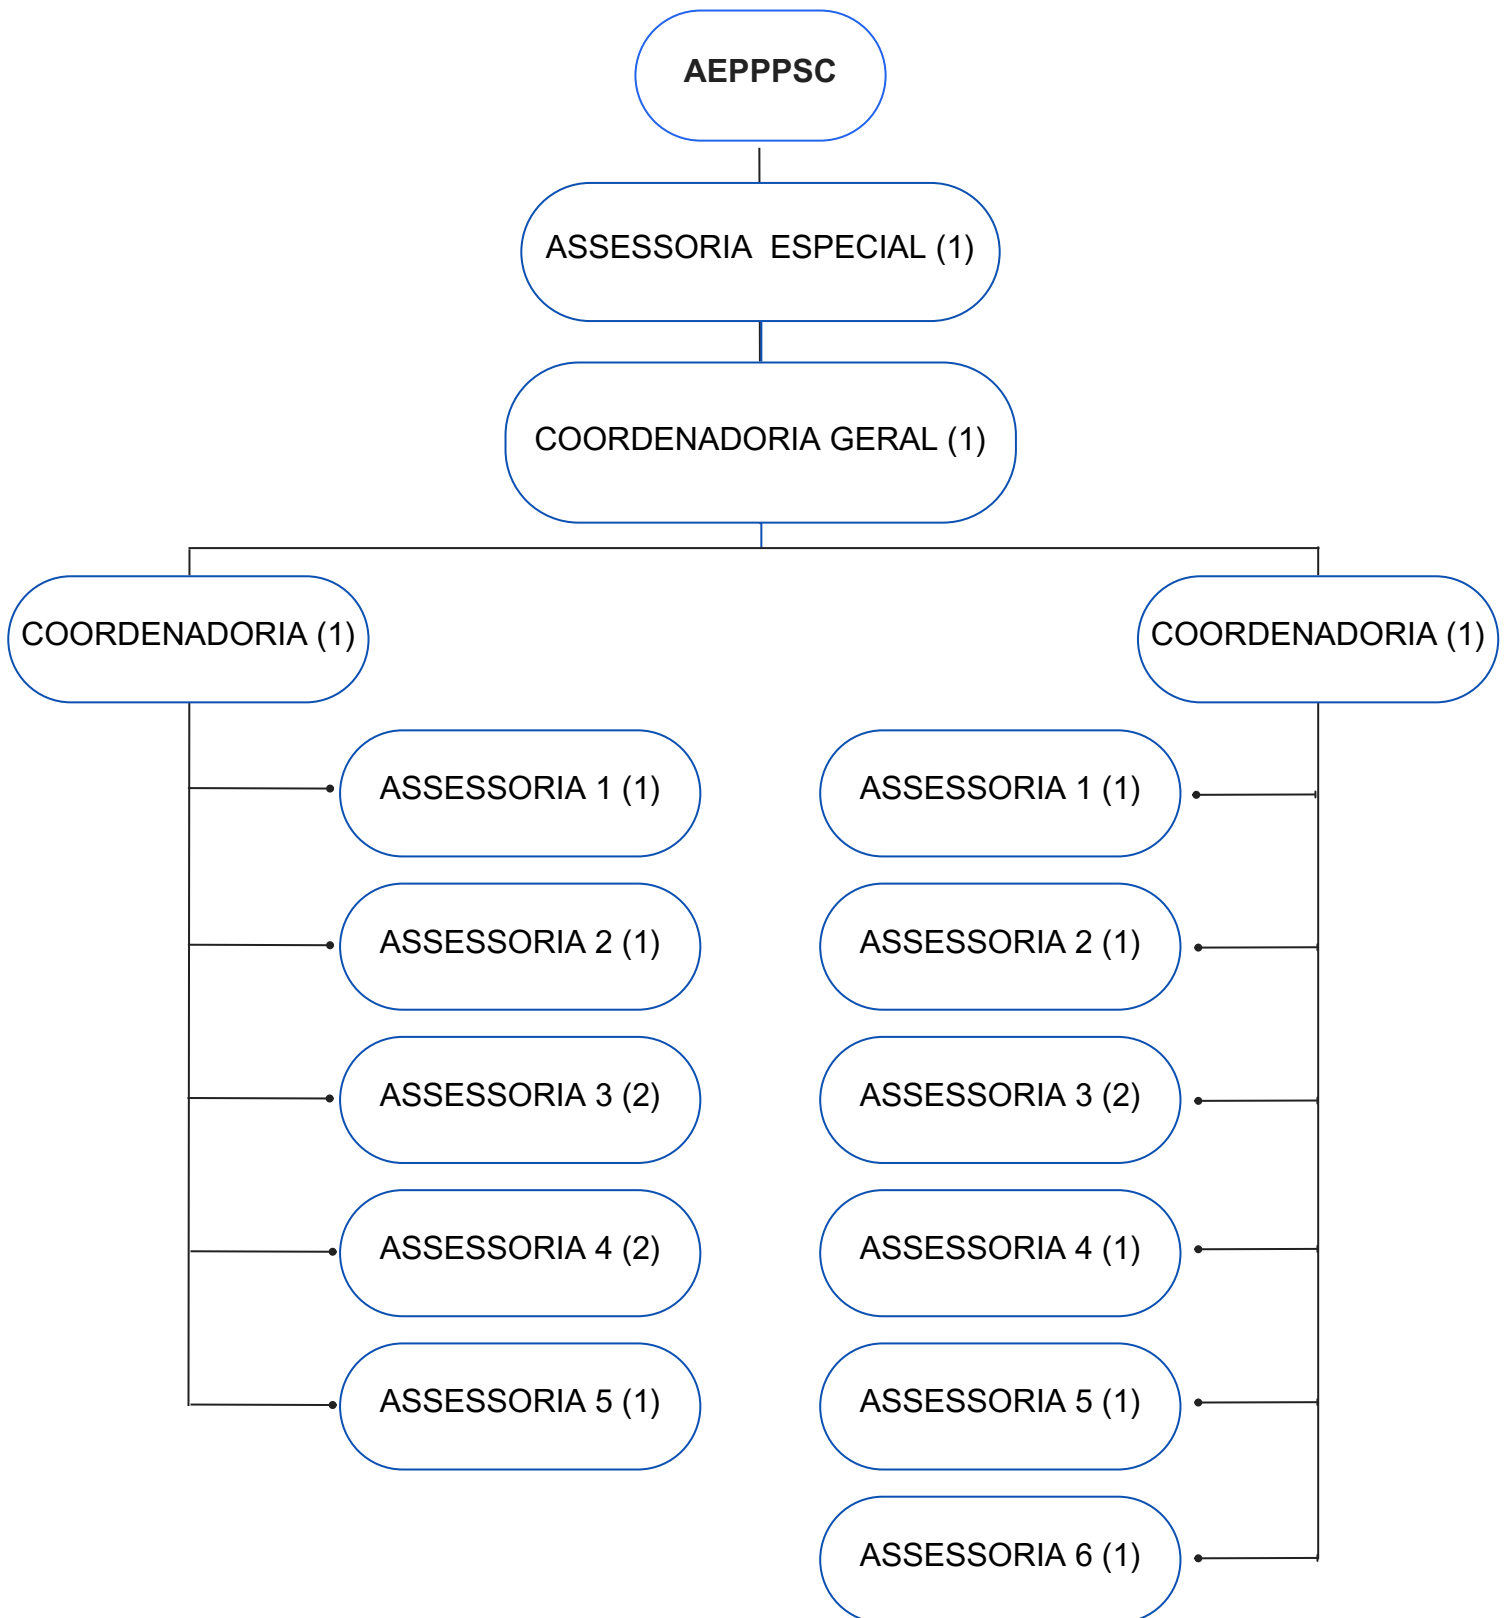 AEPPPSC
ASSESSORIA  ESPECIAL (1)
COORDENADORIA GERAL (1)
COORDENADORIA (1)
COORDENADORIA (1)
ASSESSORIA 1 (1)
ASSESSORIA 1 (1)
ASSESSORIA 2 (1)
ASSESSORIA 2 (1)
ASSESSORIA 3 (2)
ASSESSORIA 3 (2)
ASSESSORIA 4 (2)
ASSESSORIA 4 (1)
ASSESSORIA 5 (1)
ASSESSORIA 5 (1)
ASSESSORIA 6 (1)